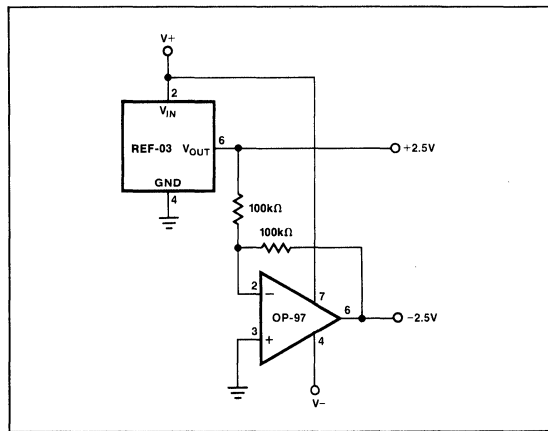 V+
2
VIN
REF-03 VOUT
6
+2.5V
GND
4
100kΩ
100kΩ
2
−
7
OP-97
6
−2.5V
3
+
4
V−